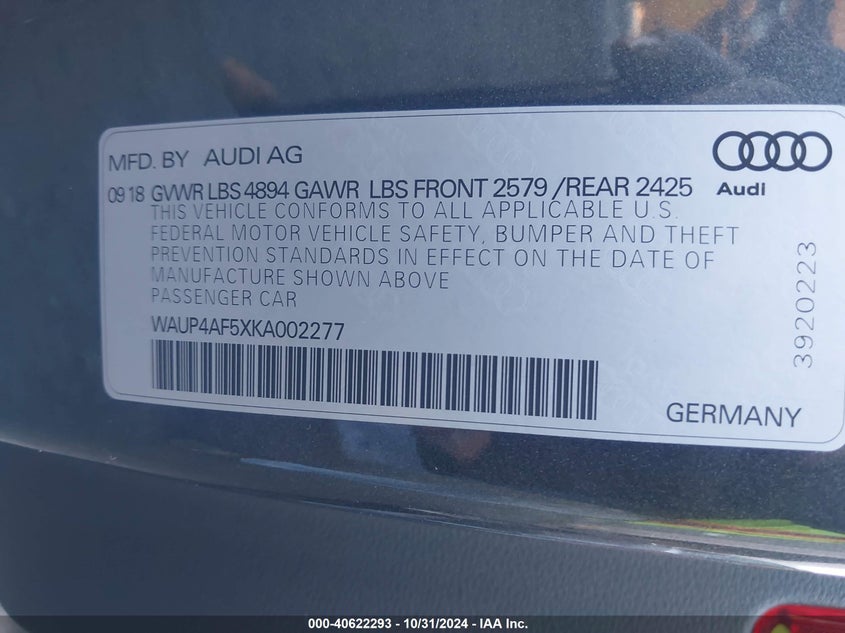 MFD. BY AUDI AG
Audi
09 18 GVWR LBS 4894 GAWR LBS FRONT 2579 /REAR 2425
THIS VEHICLE CONFORMS TO ALL APPLICABLE U.S.
FEDERAL MOTOR VEHICLE SAFETY, BUMPER AND THEFT
PREVENTION STANDARDS IN EFFECT ON THE DATE OF
MANUFACTURE SHOWN ABOVE
PASSENGER CAR
WAUP4AF5XKA002277
3920223
GERMANY
000-40622293 - 10/31/2024 - IAA Inc.